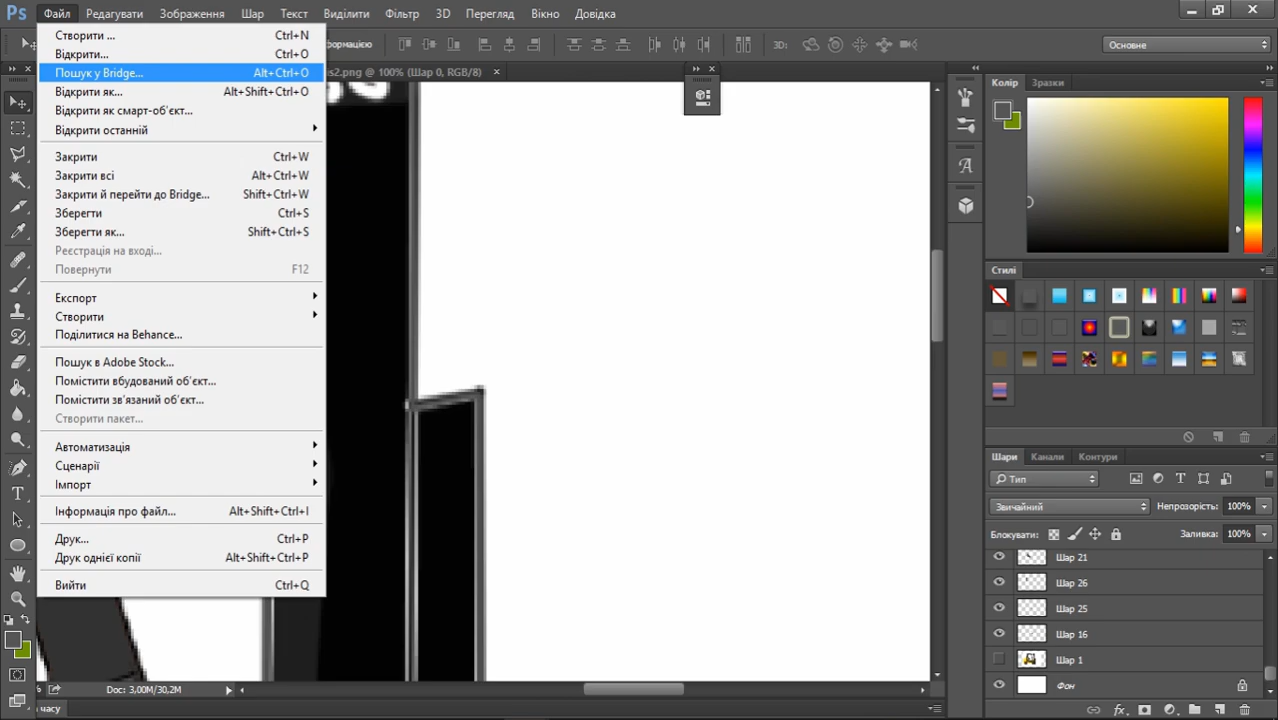 Ps Файл Редагувати Зображення Шар Текст Виділити Фільтр 3D Перегляд Вікно Довідка
Створити ... Ctrl+N
Відкрити... Ctrl+O
Пошук у Bridge... Alt+Ctrl+O
Відкрити як... Alt+Shift+Ctrl+O
Відкрити як смарт-об'єкт...
Відкрити останній
Закрити Ctrl+W
Закрити всі Alt+Ctrl+W
Закрити й перейти до Bridge... Shift+Ctrl+W
Зберегти Ctrl+S
Зберегти як... Shift+Ctrl+S
Реєстрація на вході...
Повернути F12
Експорт
Створити
Поділитися на Behance...
Пошук в Adobe Stock...
Помістити вбудований об'єкт...
Помістити зв'язаний об'єкт...
Створити пакет...
Автоматизація
Сценарії
Імпорт
Інформація про файл... Alt+Shift+Ctrl+I
Друк... Ctrl+P
Друк однієї копії Alt+Shift+Ctrl+P
Вийти Ctrl+Q
3D: Основне
s2.png @ 100% (Шар 0, RGB/8)
Колір Зразки
Стилі
Шари Канали Контури
Тип
Звичайний Непрозорість: 100%
Блокувати: Заливка: 100%
Шар 21
Шар 26
Шар 25
Шар 16
Шар 1
Фон
Doc: 3,00M/30,2M
часу